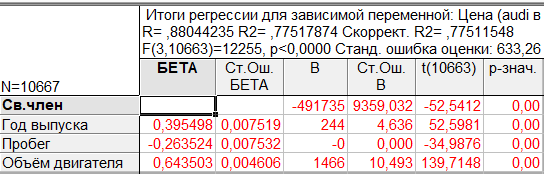 Итоги регрессии для зависимой переменной: Цена (audi в
R= ,88044235 R2= ,77517874 Скоррект. R2= ,77511548
F(3,10663)=12255, p<0,0000 Станд. ошибка оценки: 633,26
N=10667 БЕТА Ст.Ош. БЕТА B Ст.Ош. B t(10663) p-знач.
Св.член -491735 9359,032 -52,5412 0,00
Год выпуска 0,395498 0,007519 244 4,636 52,5981 0,00
Пробег -0,263524 0,007532 -0 0,000 -34,9876 0,00
Объём двигателя 0,643503 0,004606 1466 10,493 139,7148 0,00